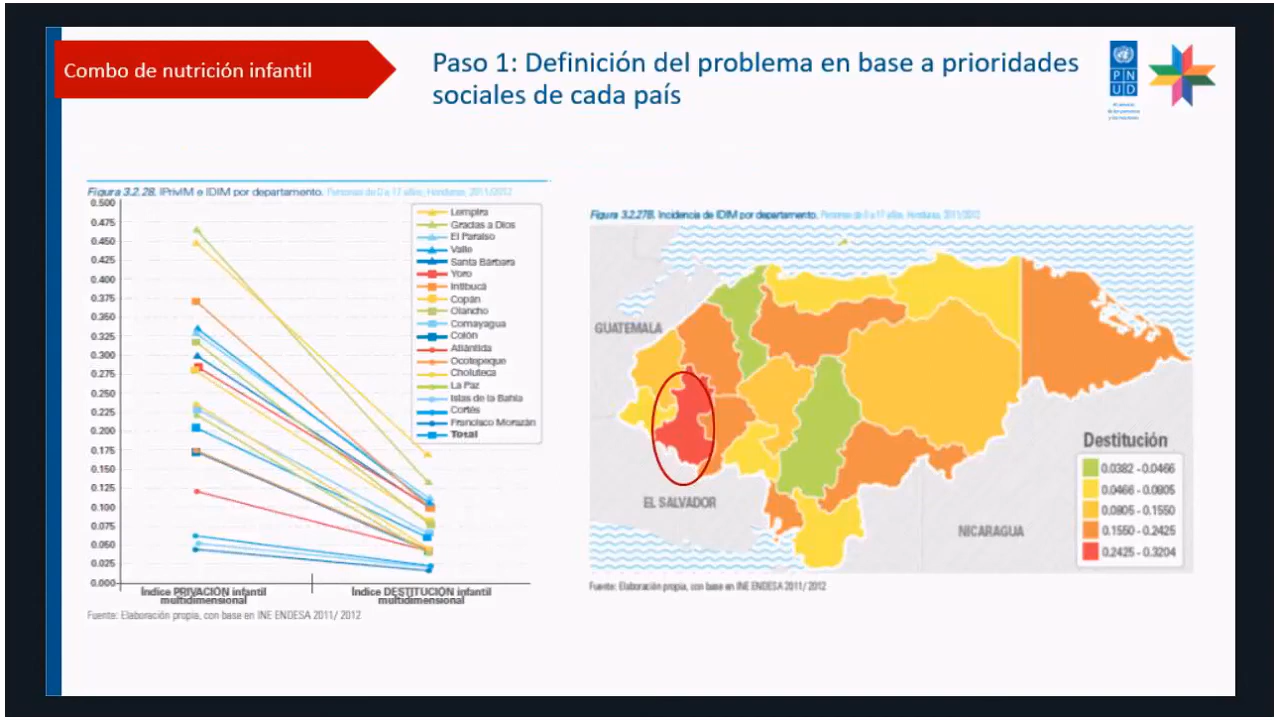 Combo de nutrición infantil
Paso 1: Definición del problema en base a prioridades
sociales de cada país
P N
U D
Al servicio
de las personas
y las naciones
Figura 3.2.28. IPrivIM e IDIM por departamento. Personas de 0 a 17 años, Honduras, 2011/2012
0.500
0.475
0.450
0.425
0.400
0.375
0.350
0.325
0.300
0.275
0.250
0.225
0.200
0.175
0.150
0.125
0.100
0.075
0.050
0.025
0.000
Lempira
Gracias a Dios
El Paraíso
Valle
Santa Bárbara
Yoro
Intibucá
Copán
Olancho
Comayagua
Colón
Atlántida
Ocotepeque
Choluteca
La Paz
Islas de la Bahía
Cortés
Francisco Morazán
Total
Índice PRIVACIÓN infantil
multidimensional
Índice DESTITUCIÓN infantil
multidimensional
Fuente: Elaboración propia, con base en INE ENDESA 2011/ 2012
Figura 3.2.27B. Incidencia de IDIM por departamento. Personas de 0 a 17 años, Honduras, 2011/2012
GUATEMALA
EL SALVADOR
NICARAGUA
Destitución
0.0382 - 0.0466
0.0466 - 0.0805
0.0805 - 0.1550
0.1550 - 0.2425
0.2425 - 0.3204
Fuente: Elaboración propia, con base en INE ENDESA 2011/ 2012